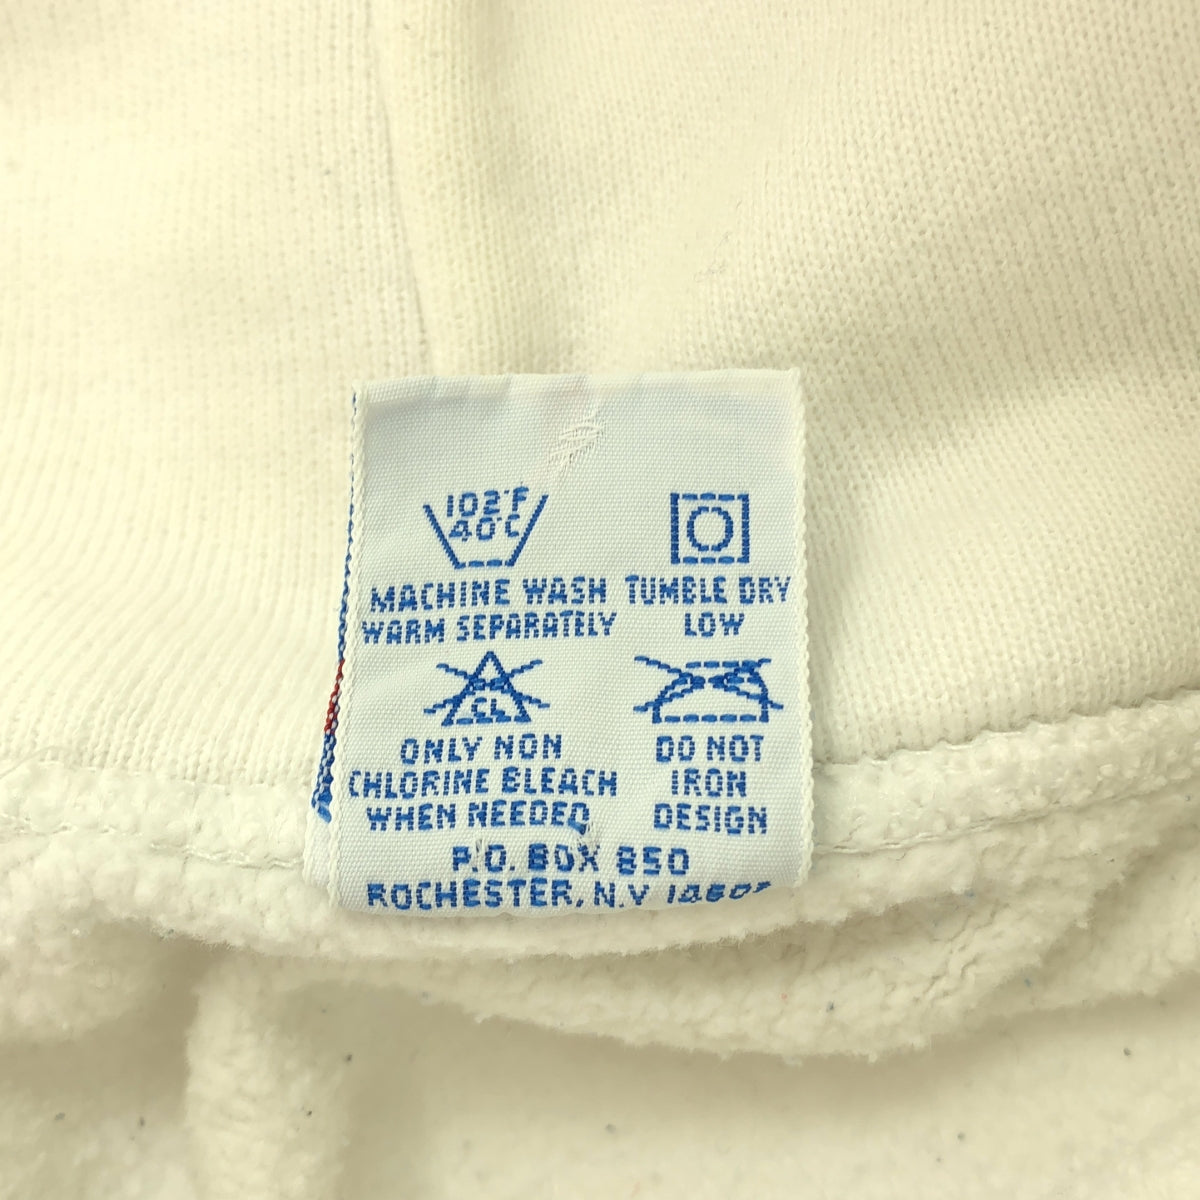 102°F
40°C
MACHINE WASH
WARM SEPARATELY
TUMBLE DRY
LOW
CL
ONLY NON
CHLORINE BLEACH
WHEN NEEDED
DO NOT
IRON
DESIGN
P.O. BOX 850
ROCHESTER, N.Y